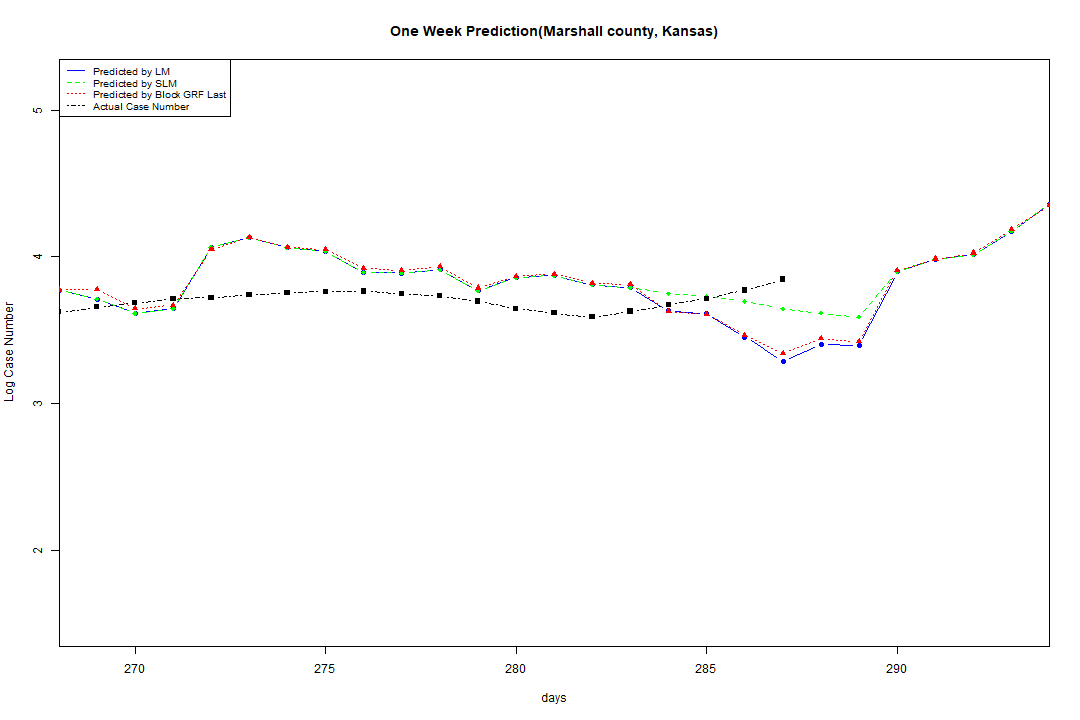 One Week Prediction(Marshall county, Kansas)
Predicted by LM
Predicted by SLM
Predicted by Block GRF Last
Actual Case Number
5
4
3
2
Log Case Number
270 275 280 285 290
days